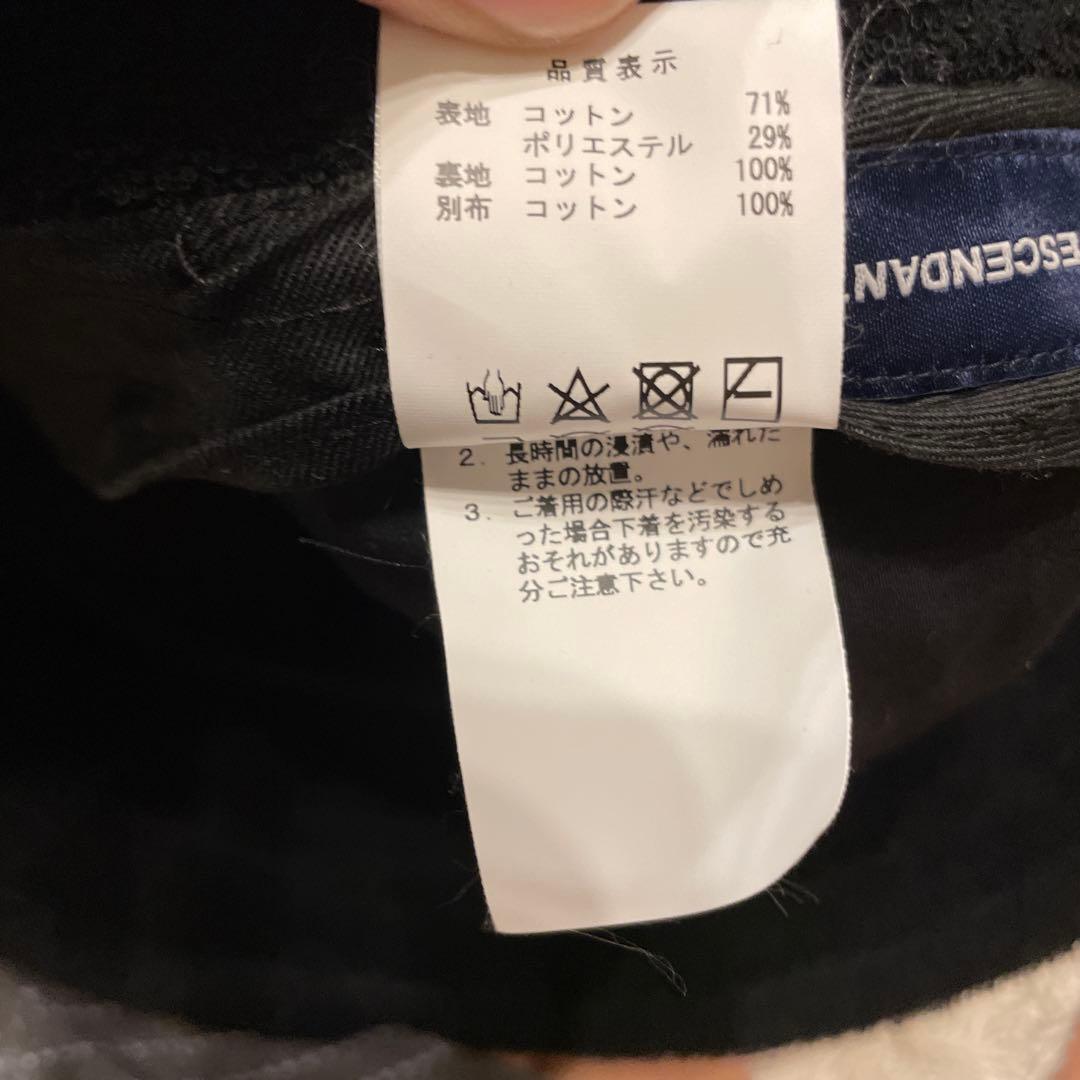 品質表示
表地 コットン 71%
ポリエステル 29%
裏地 コットン 100%
別布 コットン 100%
ESCENDANT
2. 長時間の浸漬や、濡れた
ままの放置。
3. ご着用の際汗などでしめ
った場合下着を汚染する
おそれがありますので充
分ご注意下さい。